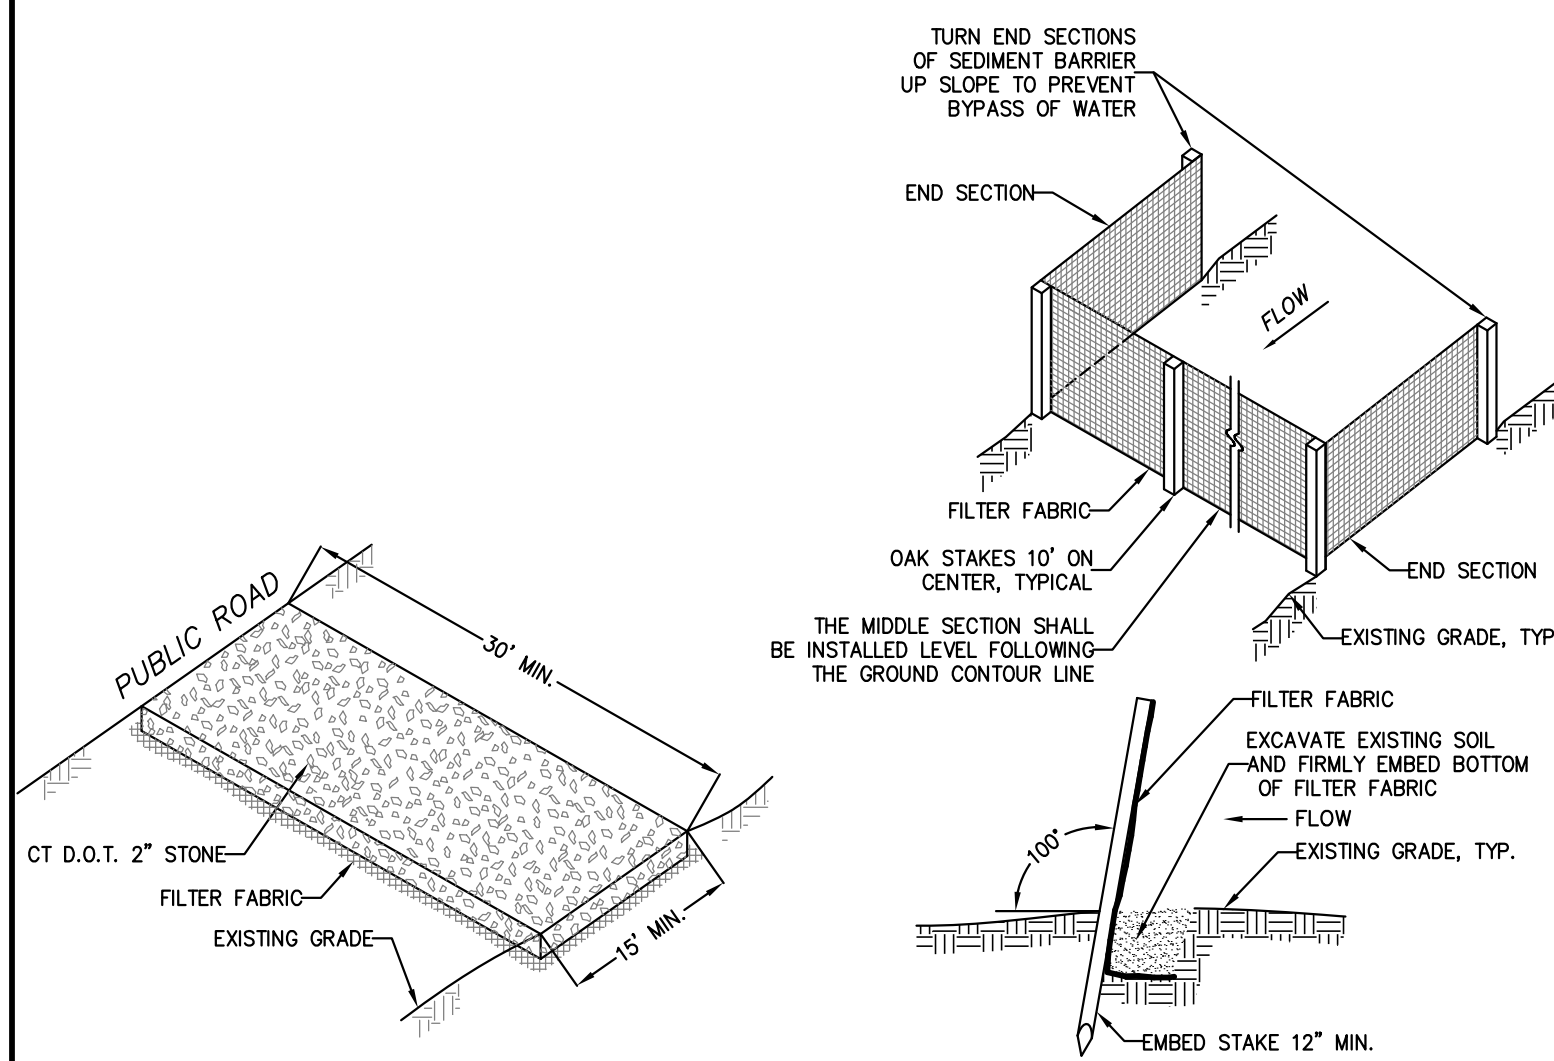 TURN END SECTIONS
OF SEDIMENT BARRIER
UP SLOPE TO PREVENT
BYPASS OF WATER
END SECTION
FLOW
FILTER FABRIC
OAK STAKES 10' ON
CENTER, TYPICAL
END SECTION
THE MIDDLE SECTION SHALL
BE INSTALLED LEVEL FOLLOWING
THE GROUND CONTOUR LINE
EXISTING GRADE, TYP
PUBLIC ROAD
30' MIN.
CT D.O.T. 2" STONE
FILTER FABRIC
EXISTING GRADE
15' MIN.
FILTER FABRIC
EXCAVATE EXISTING SOIL
AND FIRMLY EMBED BOTTOM
OF FILTER FABRIC
FLOW
EXISTING GRADE, TYP.
100°
EMBED STAKE 12" MIN.